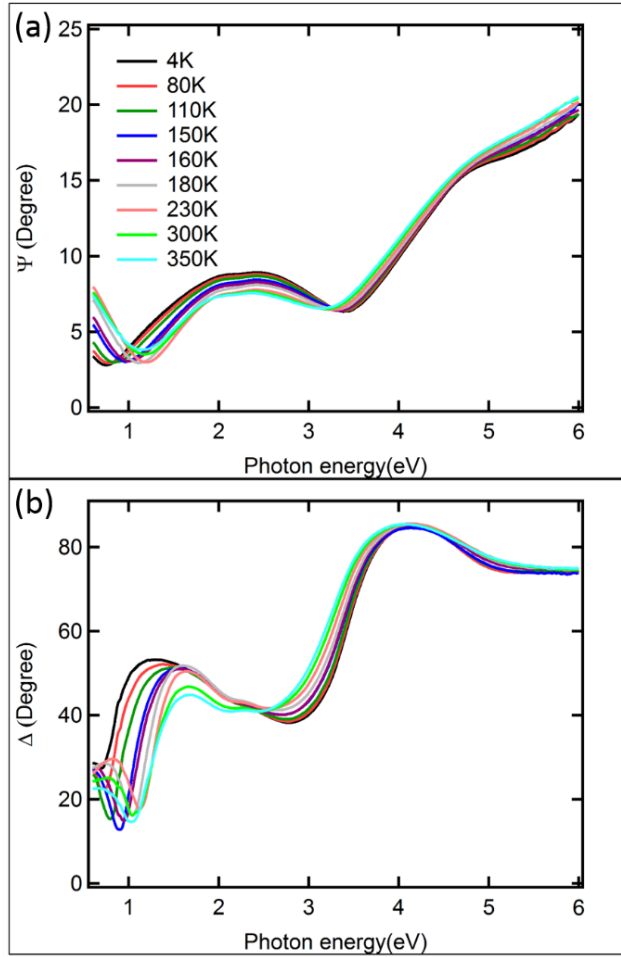 (a)
25
20
15
10
5
0
Ψ (Degree)
4K
80K
110K
150K
160K
180K
230K
300K
350K
1 2 3 4 5 6
Photon energy(eV)
(b)
80
60
40
20
0
Δ (Degree)
1 2 3 4 5 6
Photon energy(eV)